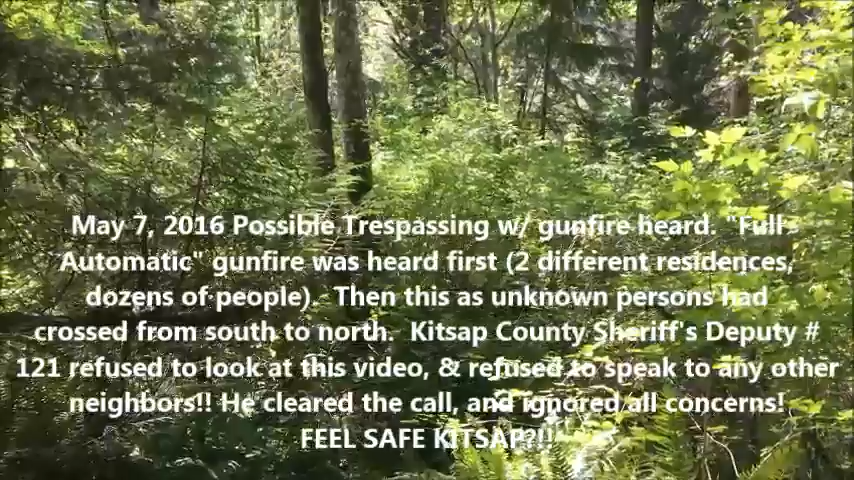 May 7, 2016 Possible Trespassing w/ gunfire heard. "Full
Automatic" gunfire was heard first (2 different residences,
dozens of people). Then this as unknown persons had
crossed from south to north. Kitsap County Sheriff's Deputy #
121 refused to look at this video, & refused to speak to any other
neighbors!! He cleared the call, and ignored all concerns!
FEEL SAFE KITSAP?!!